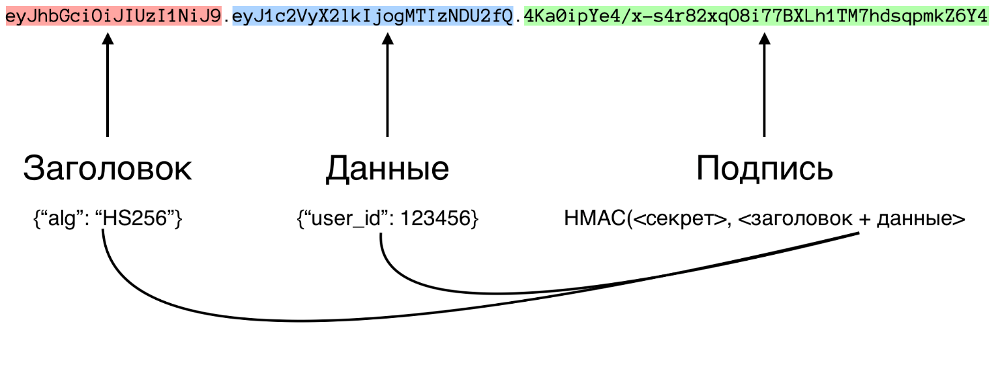 eyJhbGciOiJIUzI1NiJ9.eyJ1c2VyX2lkIjogMTIzNDU2fQ.4Ka0ipYe4/x-s4r82xqO8i77BXLh1TM7hdsqpmkZ6Y4
Заголовок Данные Подпись
{“alg”: “HS256”} {“user_id”: 123456} HMAC(<секрет>, <заголовок + данные>